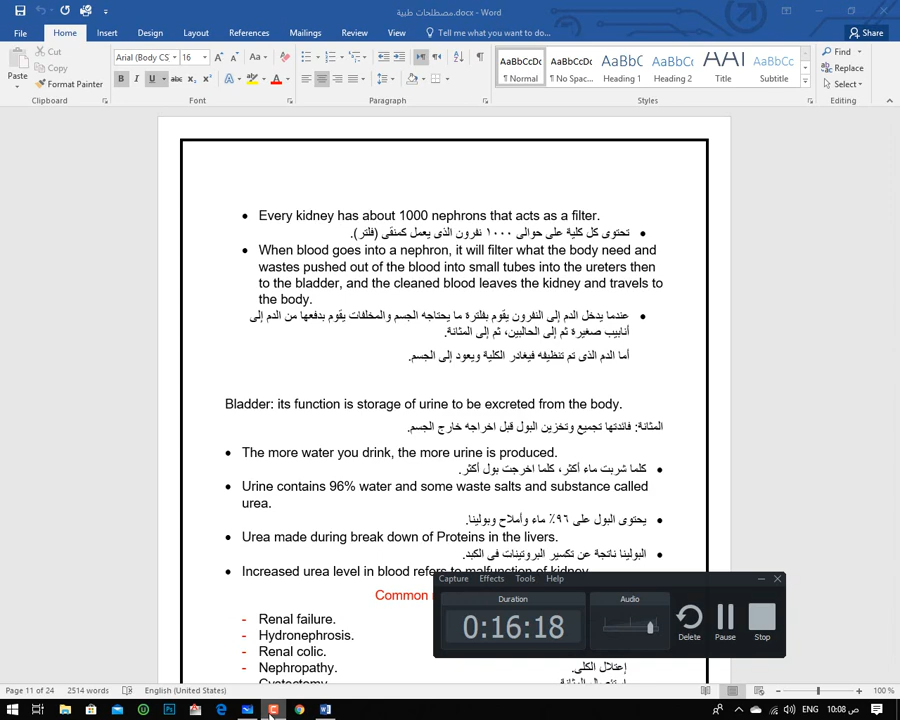 مصطلحات طبية.docx - Word
File Home Insert Design Layout References Mailings Review View Tell me what you want to do... Share
Paste Cut Copy Format Painter
Arial (Body CS 16 Aa
B I U abc
AaBbCc AaBbCc AaBbC AaBbCc AAI AaBbCc
¶ Normal ¶ No Spac... Heading 1 Heading 2 Title Subtitle
Find Replace Select
Clipboard Font Paragraph Styles Editing
Every kidney has about 1000 nephrons that acts as a filter.
تحتوى كل كلية على حوالى ١٠٠٠ نفرون الذى يعمل كمنقى (فلتر).
When blood goes into a nephron, it will filter what the body need and
wastes pushed out of the blood into small tubes into the ureters then
to the bladder, and the cleaned blood leaves the kidney and travels to
the body.
عندما يدخل الدم إلى النفرون يقوم بفلترة ما يحتاجه الجسم والمخلفات يقوم بدفعها من الدم إلى
أنابيب صغيرة ثم إلى الحالبين، ثم إلى المثانة.
أما الدم الذى تم تنظيفه فيغادر الكلية ويعود إلى الجسم.
Bladder: its function is storage of urine to be excreted from the body.
المثانة: فائدتها تجميع وتخزين البول قبل اخراجه خارج الجسم.
The more water you drink, the more urine is produced.
كلما شربت ماء أكثر، كلما اخرجت بول أكثر.
Urine contains 96% water and some waste salts and substance called
urea.
يحتوى البول على ٩٦٪ ماء وأملاح وبولينا.
Urea made during break down of Proteins in the livers.
البولينا ناتجة عن تكسير البروتينات فى الكبد.
Increased urea level in blood refers to malfunction of kidney.
Common
- Renal failure.
- Hydronephrosis.
- Renal colic.
- Nephropathy.
إعتلال الكلى.
- Cystectomy.
استئصال المثانة
Capture Effects Tools Help
Duration Audio
0:16:18
Delete Pause Stop
Page 11 of 24 2514 words English (United States) 100 %
ENG 10:08 ص